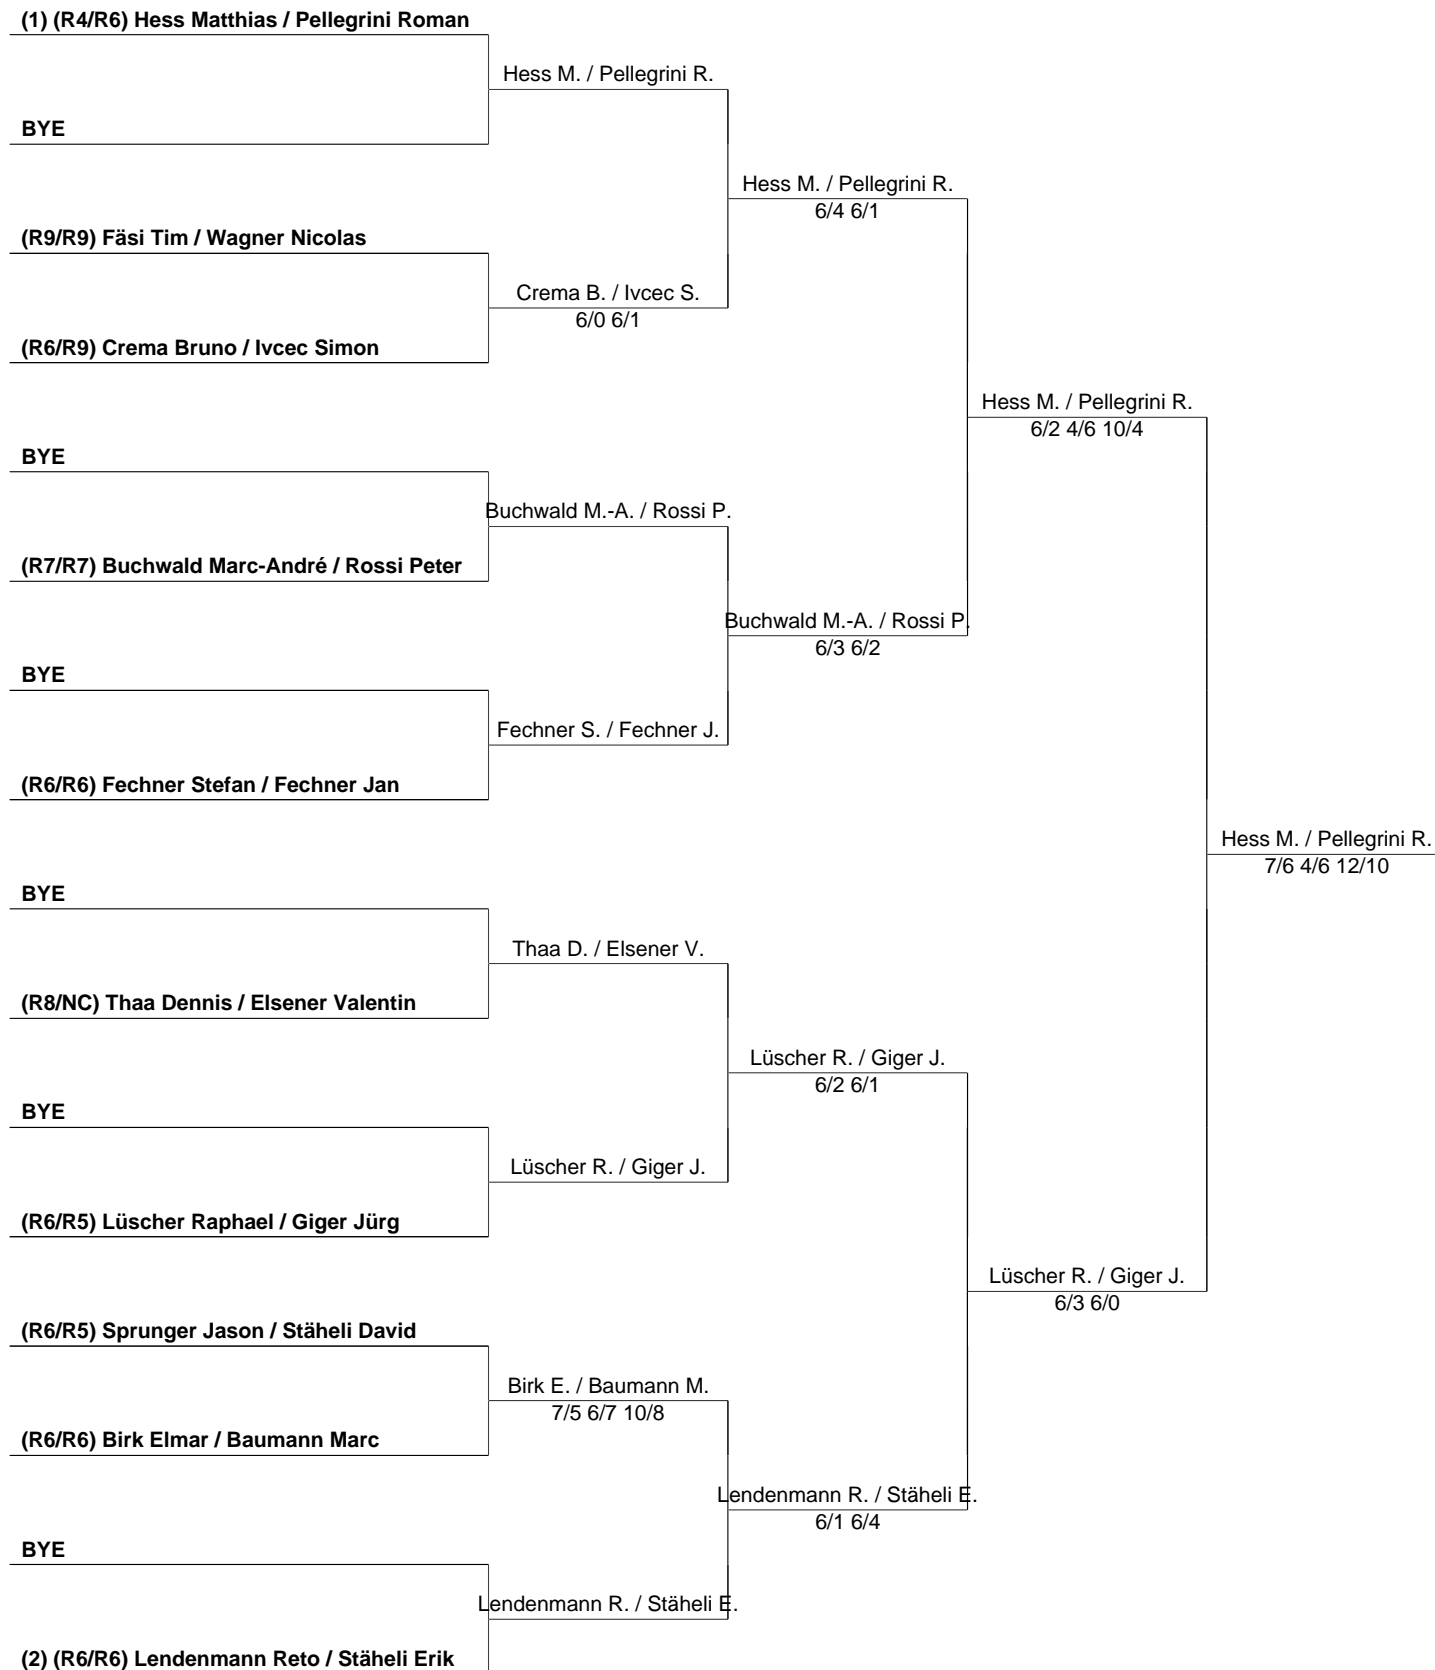 (1) (R4/R6) Hess Matthias / Pellegrini Roman
Hess M. / Pellegrini R.
BYE
Hess M. / Pellegrini R.
6/4 6/1
(R9/R9) Fäsi Tim / Wagner Nicolas
Crema B. / Ivcec S.
6/0 6/1
(R6/R9) Crema Bruno / Ivcec Simon
Hess M. / Pellegrini R.
6/2 4/6 10/4
BYE
Buchwald M.-A. / Rossi P.
(R7/R7) Buchwald Marc-André / Rossi Peter
Buchwald M.-A. / Rossi P.
6/3 6/2
BYE
Fechner S. / Fechner J.
(R6/R6) Fechner Stefan / Fechner Jan
Hess M. / Pellegrini R.
7/6 4/6 12/10
BYE
Thaa D. / Elsener V.
(R8/NC) Thaa Dennis / Elsener Valentin
Lüscher R. / Giger J.
6/2 6/1
BYE
Lüscher R. / Giger J.
(R6/R5) Lüscher Raphael / Giger Jürg
Lüscher R. / Giger J.
6/3 6/0
(R6/R5) Sprunger Jason / Stäheli David
Birk E. / Baumann M.
7/5 6/7 10/8
(R6/R6) Birk Elmar / Baumann Marc
Lendenmann R. / Stäheli E.
6/1 6/4
BYE
Lendenmann R. / Stäheli E.
(2) (R6/R6) Lendenmann Reto / Stäheli Erik